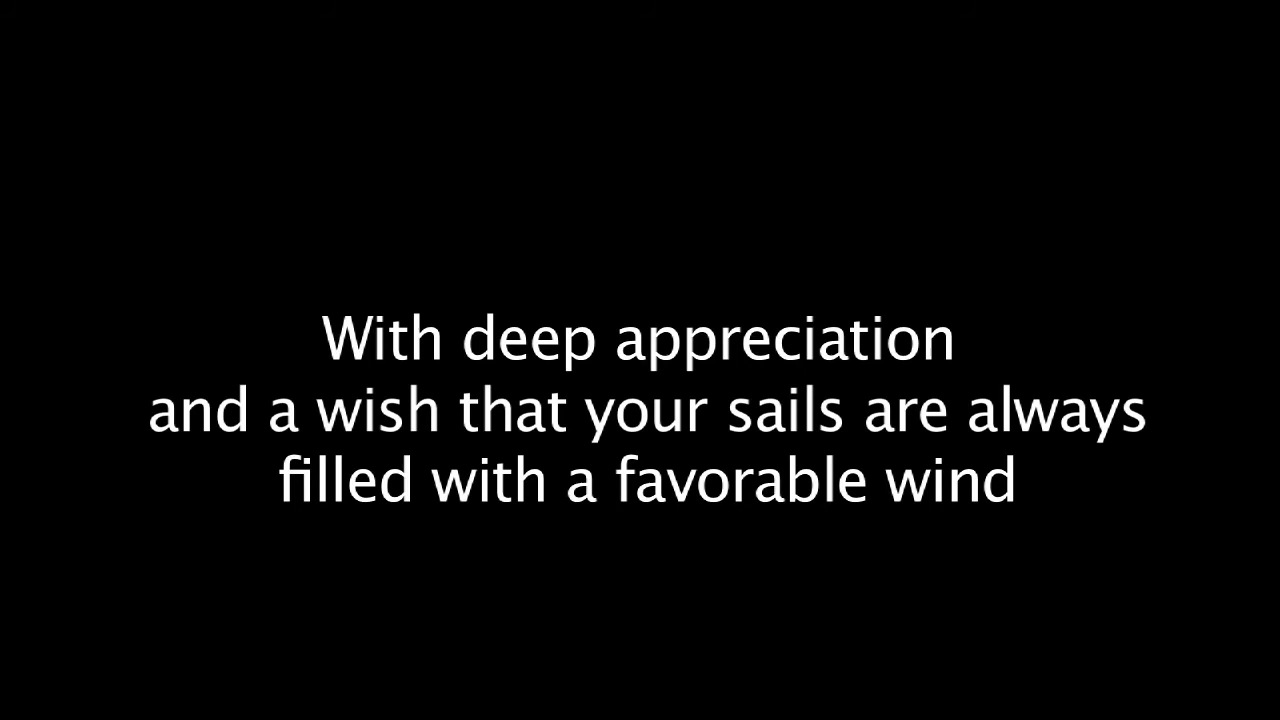 With deep appreciation
and a wish that your sails are always
filled with a favorable wind